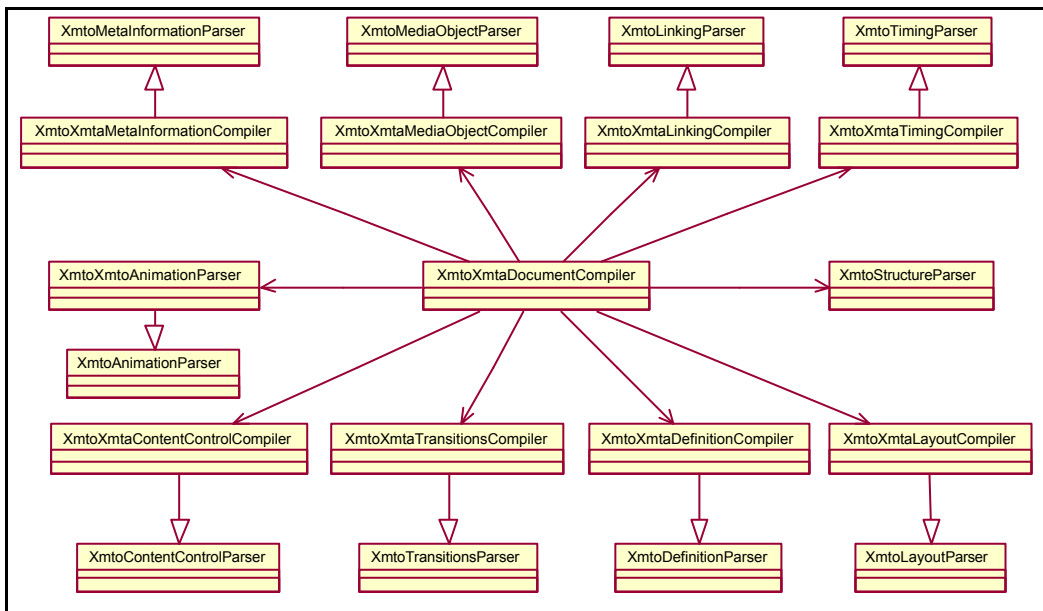 XmtoMetaInformationParser
XmtoMediaObjectParser
XmtoLinkingParser
XmtoTimingParser
XmtoXmtaMetaInformationCompiler
XmtoXmtaMediaObjectCompiler
XmtoXmtaLinkingCompiler
XmtoXmtaTimingCompiler
XmtoXmtoAnimationParser
XmtoXmtaDocumentCompiler
XmtoStructureParser
XmtoAnimationParser
XmtoXmtaContentControlCompiler
XmtoXmtaTransitionsCompiler
XmtoXmtaDefinitionCompiler
XmtoXmtaLayoutCompiler
XmtoContentControlParser
XmtoTransitionsParser
XmtoDefinitionParser
XmtoLayoutParser